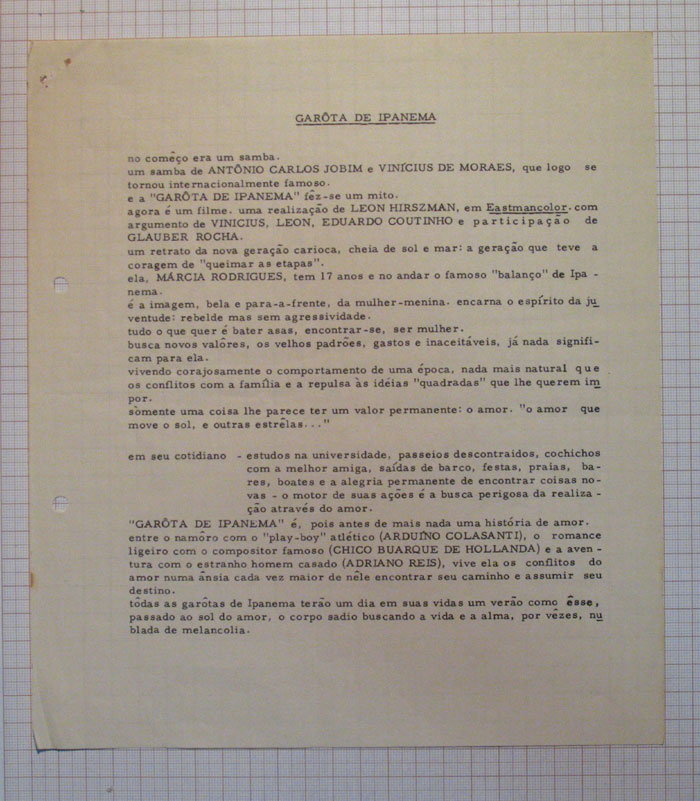 GARÔTA DE IPANEMA
no comêço era um samba.
um samba de ANTÔNIO CARLOS JOBIM e VINÍCIUS DE MORAES, que logo se
tornou internacionalmente famoso.
e a "GARÔTA DE IPANEMA" fêz-se um mito.
agora é um filme. uma realização de LEON HIRSZMAN, em Eastmancolor. com
argumento de VINICIUS, LEON, EDUARDO COUTINHO e participação de
GLAUBER ROCHA.
um retrato da nova geração carioca, cheia de sol e mar: a geração que teve a
coragem de "queimar as etapas".
ela, MÁRCIA RODRIGUES, tem 17 anos e no andar o famoso "balanço" de Ipa -
nema.
é a imagem, bela e para-a-frente, da mulher-menina. encarna o espírito da ju
ventude: rebelde mas sem agressividade.
tudo o que quer é bater asas, encontrar-se, ser mulher.
busca novos valôres, os velhos padrões, gastos e inaceitáveis, já nada signifi-
cam para ela.
vivendo corajosamente o comportamento de uma época, nada mais natural que
os conflitos com a família e a repulsa às idéias "quadradas" que lhe querem im
por.
sòmente uma coisa lhe parece ter um valor permanente: o amor. "o amor que
move o sol, e outras estrêlas..."
em seu cotidiano - estudos na universidade, passeios descontraidos, cochichos
com a melhor amiga, saídas de barco, festas, praias, ba-
res, boates e a alegria permanente de encontrar coisas no-
vas - o motor de suas ações é a busca perigosa da realiza -
ção através do amor.
"GARÔTA DE IPANEMA" é, pois antes de mais nada uma história de amor.
entre o namôro com o "play-boy" atlético (ARDUÍNO COLASANTI), o romance
ligeiro com o compositor famoso (CHICO BUARQUE DE HOLLANDA) e a aven -
tura com o estranho homem casado (ADRIANO REIS), vive ela os conflitos do
amor numa ânsia cada vez maior de nêle encontrar seu caminho e assumir seu
destino.
tôdas as garôtas de Ipanema terão um dia em suas vidas um verão como êsse,
passado ao sol do amor, o corpo sadio buscando a vida e a alma, por vêzes, nu
blada de melancolia.